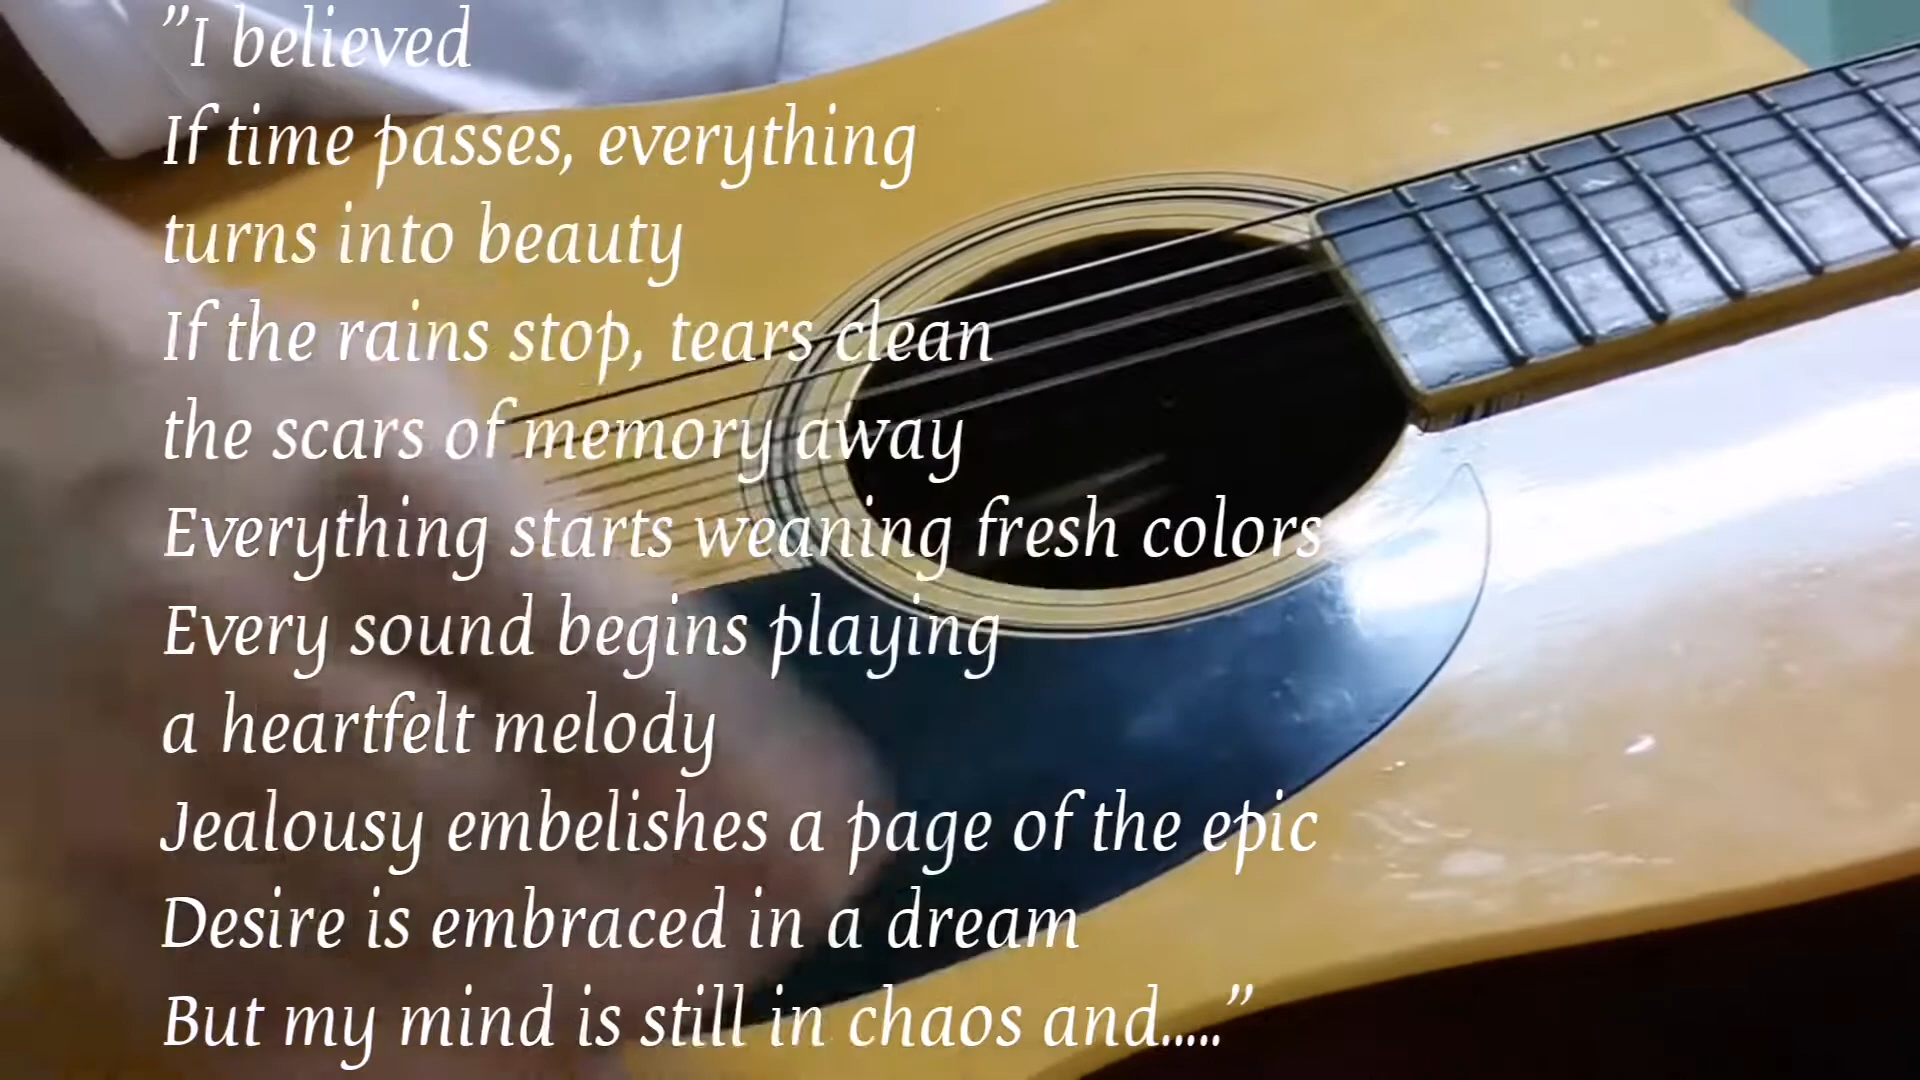 ”I believed
If time passes, everything
turns into beauty
If the rains stop, tears clean
the scars of memory away
Everything starts weaning fresh colors
Every sound begins playing
a heartfelt melody
Jealousy embelishes a page of the epic
Desire is embraced in a dream
But my mind is still in chaos and.....”